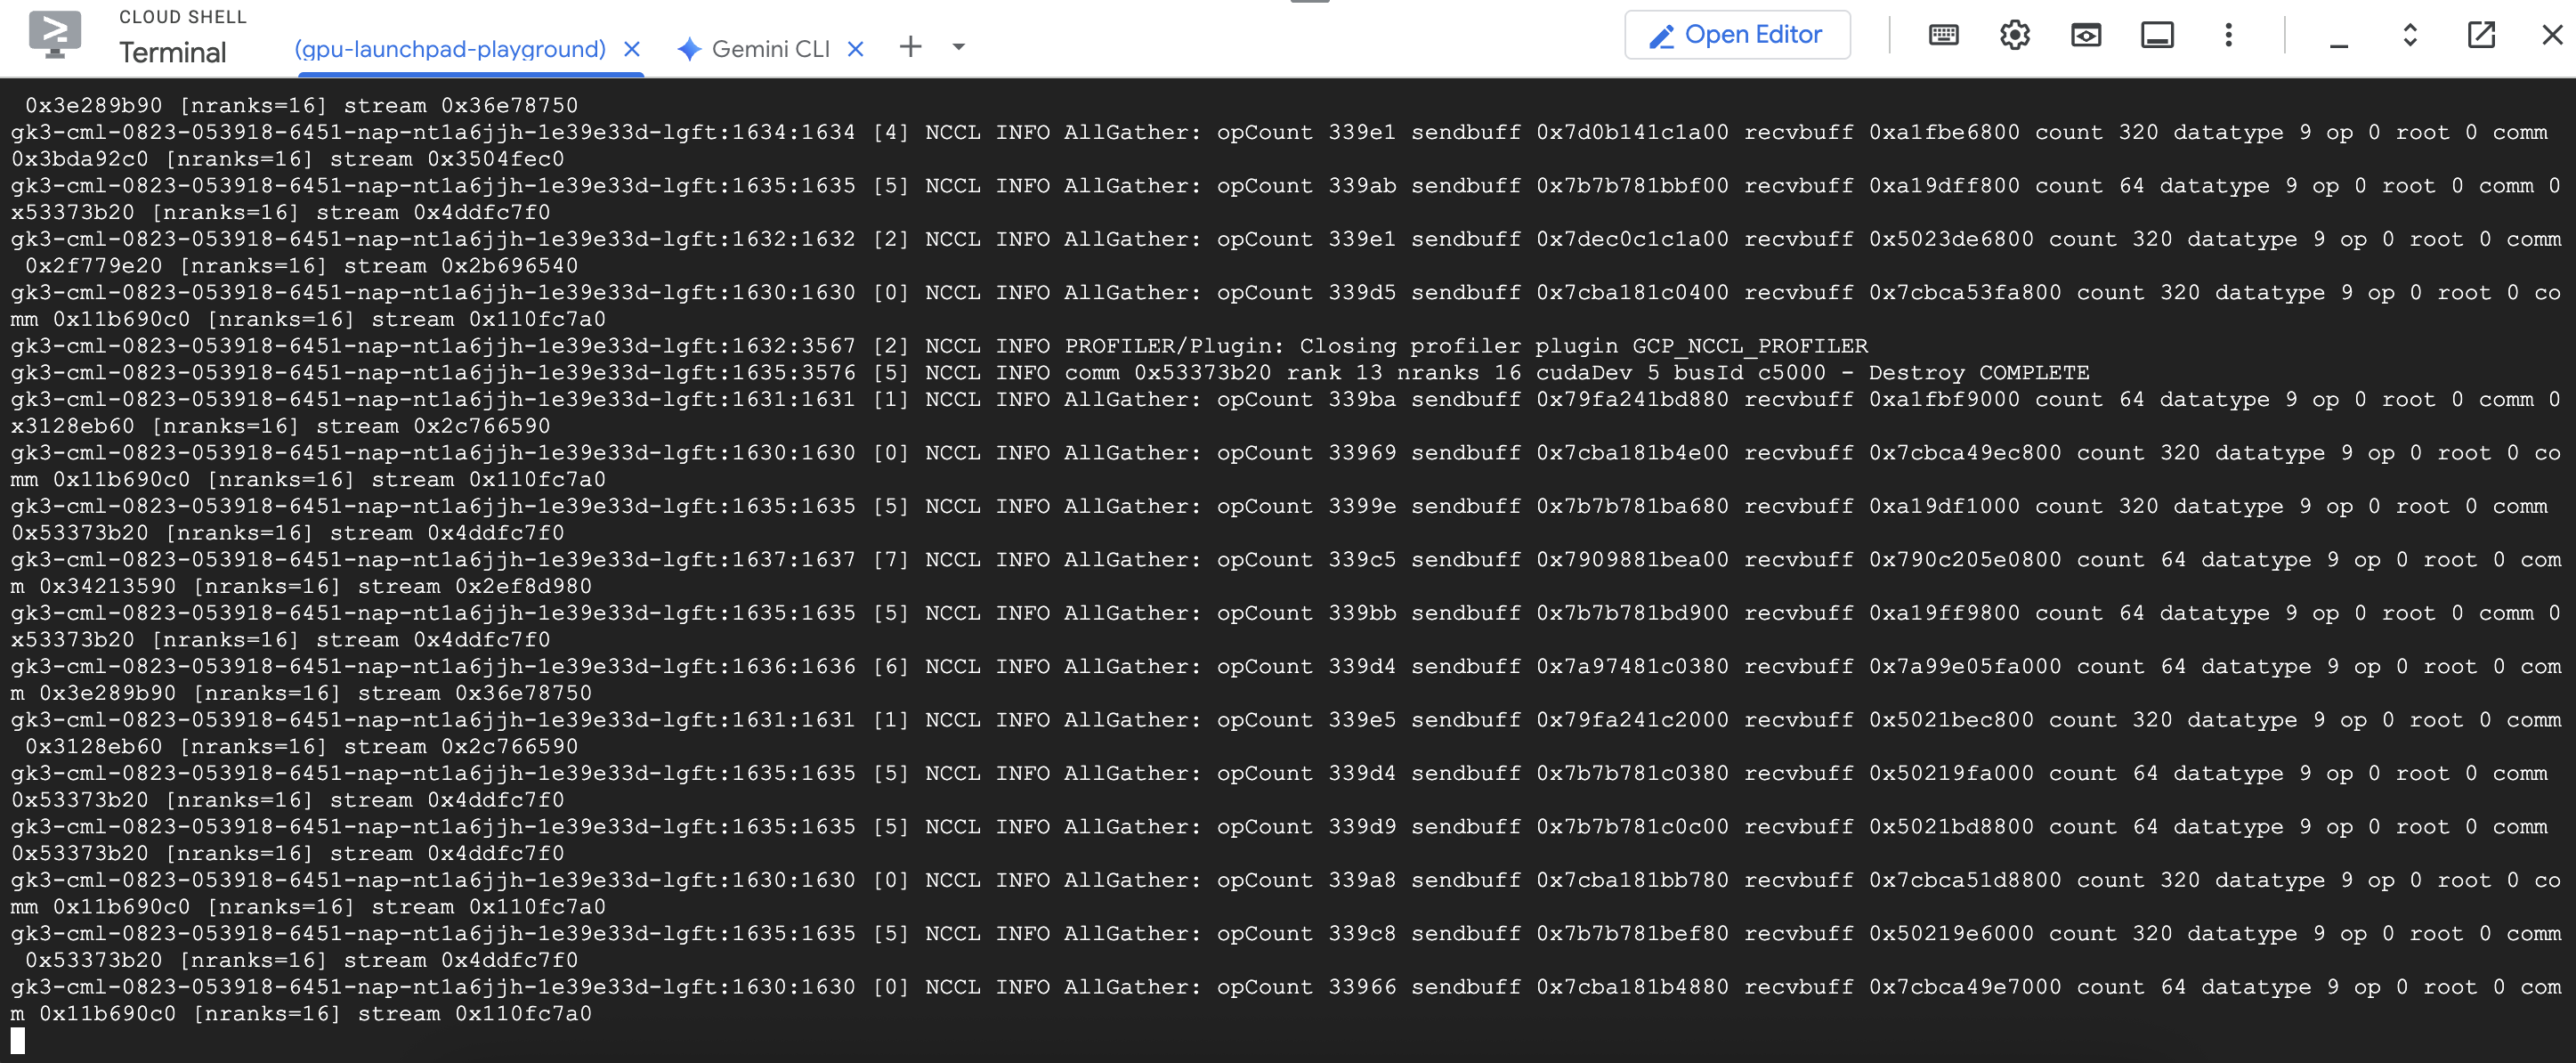 CLOUD SHELL
Terminal
(gpu-launchpad-playground)
Gemini CLI
Open Editor
 0x3e289b90 [nranks=16] stream 0x36e78750
gk3-cml-0823-053918-6451-nap-nt1a6jjh-1e39e33d-lgft:1634:1634 [4] NCCL INFO AllGather: opCount 339e1 sendbuff 0x7d0b141c1a00 recvbuff 0xa1fbe6800 count 320 datatype 9 op 0 root 0 comm
0x3bda92c0 [nranks=16] stream 0x3504fec0
gk3-cml-0823-053918-6451-nap-nt1a6jjh-1e39e33d-lgft:1635:1635 [5] NCCL INFO AllGather: opCount 339ab sendbuff 0x7b7b781bbf00 recvbuff 0xa19dff800 count 64 datatype 9 op 0 root 0 comm 0
x53373b20 [nranks=16] stream 0x4ddfc7f0
gk3-cml-0823-053918-6451-nap-nt1a6jjh-1e39e33d-lgft:1632:1632 [2] NCCL INFO AllGather: opCount 339e1 sendbuff 0x7dec0c1c1a00 recvbuff 0x5023de6800 count 320 datatype 9 op 0 root 0 comm
 0x2f779e20 [nranks=16] stream 0x2b696540
gk3-cml-0823-053918-6451-nap-nt1a6jjh-1e39e33d-lgft:1630:1630 [0] NCCL INFO AllGather: opCount 339d5 sendbuff 0x7cba181c0400 recvbuff 0x7cbca53fa800 count 320 datatype 9 op 0 root 0 co
mm 0x11b690c0 [nranks=16] stream 0x110fc7a0
gk3-cml-0823-053918-6451-nap-nt1a6jjh-1e39e33d-lgft:1632:3567 [2] NCCL INFO PROFILER/Plugin: Closing profiler plugin GCP_NCCL_PROFILER
gk3-cml-0823-053918-6451-nap-nt1a6jjh-1e39e33d-lgft:1635:3576 [5] NCCL INFO comm 0x53373b20 rank 13 nranks 16 cudaDev 5 busId c5000 - Destroy COMPLETE
gk3-cml-0823-053918-6451-nap-nt1a6jjh-1e39e33d-lgft:1631:1631 [1] NCCL INFO AllGather: opCount 339ba sendbuff 0x79fa241bd880 recvbuff 0xa1fbf9000 count 64 datatype 9 op 0 root 0 comm 0
x3128eb60 [nranks=16] stream 0x2c766590
gk3-cml-0823-053918-6451-nap-nt1a6jjh-1e39e33d-lgft:1630:1630 [0] NCCL INFO AllGather: opCount 33969 sendbuff 0x7cba181b4e00 recvbuff 0x7cbca49ec800 count 320 datatype 9 op 0 root 0 co
mm 0x11b690c0 [nranks=16] stream 0x110fc7a0
gk3-cml-0823-053918-6451-nap-nt1a6jjh-1e39e33d-lgft:1635:1635 [5] NCCL INFO AllGather: opCount 3399e sendbuff 0x7b7b781ba680 recvbuff 0xa19df1000 count 320 datatype 9 op 0 root 0 comm
0x53373b20 [nranks=16] stream 0x4ddfc7f0
gk3-cml-0823-053918-6451-nap-nt1a6jjh-1e39e33d-lgft:1637:1637 [7] NCCL INFO AllGather: opCount 339c5 sendbuff 0x7909881bea00 recvbuff 0x790c205e0800 count 64 datatype 9 op 0 root 0 com
m 0x34213590 [nranks=16] stream 0x2ef8d980
gk3-cml-0823-053918-6451-nap-nt1a6jjh-1e39e33d-lgft:1635:1635 [5] NCCL INFO AllGather: opCount 339bb sendbuff 0x7b7b781bd900 recvbuff 0xa19ff9800 count 64 datatype 9 op 0 root 0 comm 0
x53373b20 [nranks=16] stream 0x4ddfc7f0
gk3-cml-0823-053918-6451-nap-nt1a6jjh-1e39e33d-lgft:1636:1636 [6] NCCL INFO AllGather: opCount 339d4 sendbuff 0x7a97481c0380 recvbuff 0x7a99e05fa000 count 64 datatype 9 op 0 root 0 com
m 0x3e289b90 [nranks=16] stream 0x36e78750
gk3-cml-0823-053918-6451-nap-nt1a6jjh-1e39e33d-lgft:1631:1631 [1] NCCL INFO AllGather: opCount 339e5 sendbuff 0x79fa241c2000 recvbuff 0x5021bec800 count 320 datatype 9 op 0 root 0 comm
 0x3128eb60 [nranks=16] stream 0x2c766590
gk3-cml-0823-053918-6451-nap-nt1a6jjh-1e39e33d-lgft:1635:1635 [5] NCCL INFO AllGather: opCount 339d4 sendbuff 0x7b7b781c0380 recvbuff 0x50219fa000 count 64 datatype 9 op 0 root 0 comm
0x53373b20 [nranks=16] stream 0x4ddfc7f0
gk3-cml-0823-053918-6451-nap-nt1a6jjh-1e39e33d-lgft:1635:1635 [5] NCCL INFO AllGather: opCount 339d9 sendbuff 0x7b7b781c0c00 recvbuff 0x5021bd8800 count 64 datatype 9 op 0 root 0 comm
0x53373b20 [nranks=16] stream 0x4ddfc7f0
gk3-cml-0823-053918-6451-nap-nt1a6jjh-1e39e33d-lgft:1630:1630 [0] NCCL INFO AllGather: opCount 339a8 sendbuff 0x7cba181bb780 recvbuff 0x7cbca51d8800 count 320 datatype 9 op 0 root 0 co
mm 0x11b690c0 [nranks=16] stream 0x110fc7a0
gk3-cml-0823-053918-6451-nap-nt1a6jjh-1e39e33d-lgft:1635:1635 [5] NCCL INFO AllGather: opCount 339c8 sendbuff 0x7b7b781bef80 recvbuff 0x50219e6000 count 320 datatype 9 op 0 root 0 comm
 0x53373b20 [nranks=16] stream 0x4ddfc7f0
gk3-cml-0823-053918-6451-nap-nt1a6jjh-1e39e33d-lgft:1630:1630 [0] NCCL INFO AllGather: opCount 33966 sendbuff 0x7cba181b4880 recvbuff 0x7cbca49e7000 count 64 datatype 9 op 0 root 0 com
m 0x11b690c0 [nranks=16] stream 0x110fc7a0